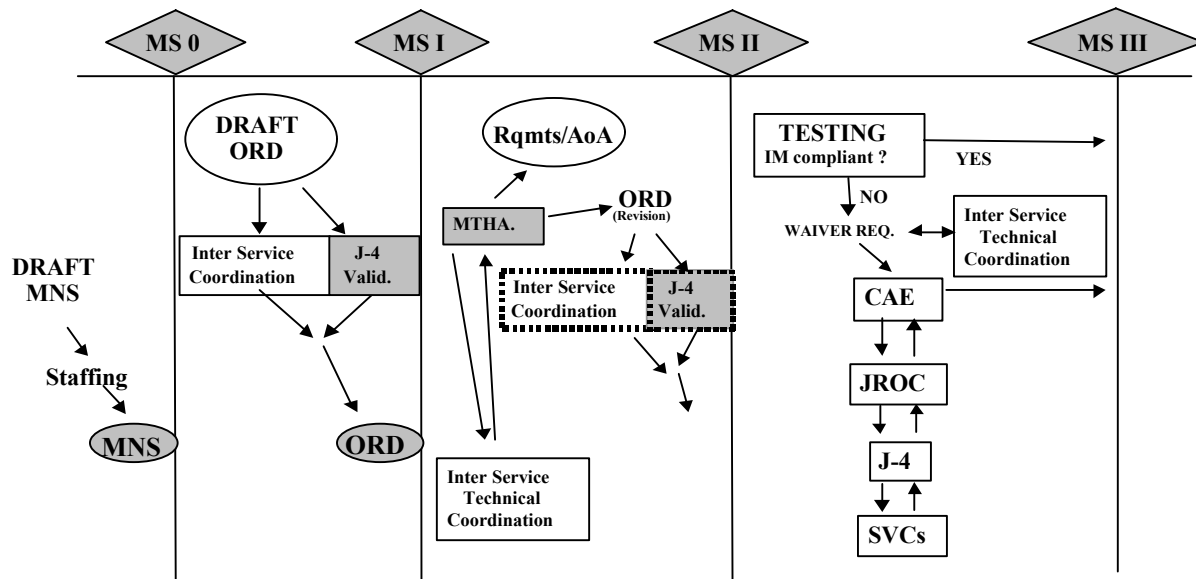 MS 0
MS I
MS II
MS III
DRAFT
MNS
Staffing
MNS
DRAFT
ORD
Inter Service
Coordination
J-4
Valid.
ORD
Rqmts/AoA
MTHA.
ORD
(Revision)
Inter Service
Coordination
J-4
Valid.
Inter Service
Technical
Coordination
TESTING
IM compliant ?
YES
NO
WAIVER REQ.
Inter Service
Technical
Coordination
CAE
JROC
J-4
SVCs